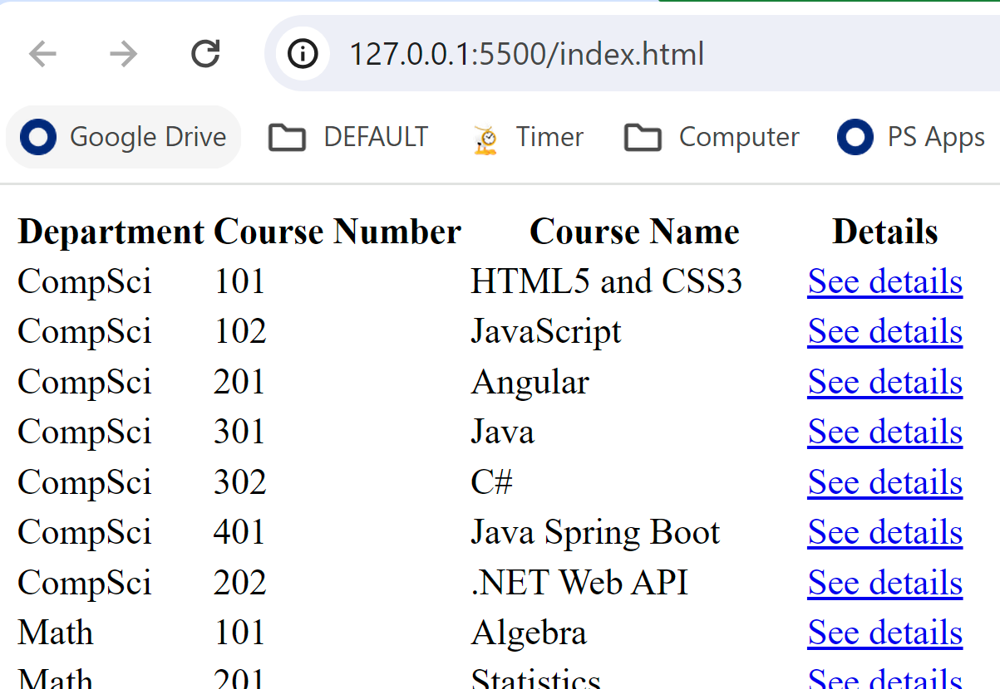 127.0.0.1:5500/index.html
Google Drive DEFAULT Timer Computer PS Apps
Department Course Number Course Name Details
CompSci 101 HTML5 and CSS3 See details
CompSci 102 JavaScript See details
CompSci 201 Angular See details
CompSci 301 Java See details
CompSci 302 C# See details
CompSci 401 Java Spring Boot See details
CompSci 202 .NET Web API See details
Math 101 Algebra See details
Math 201 Statistics See details